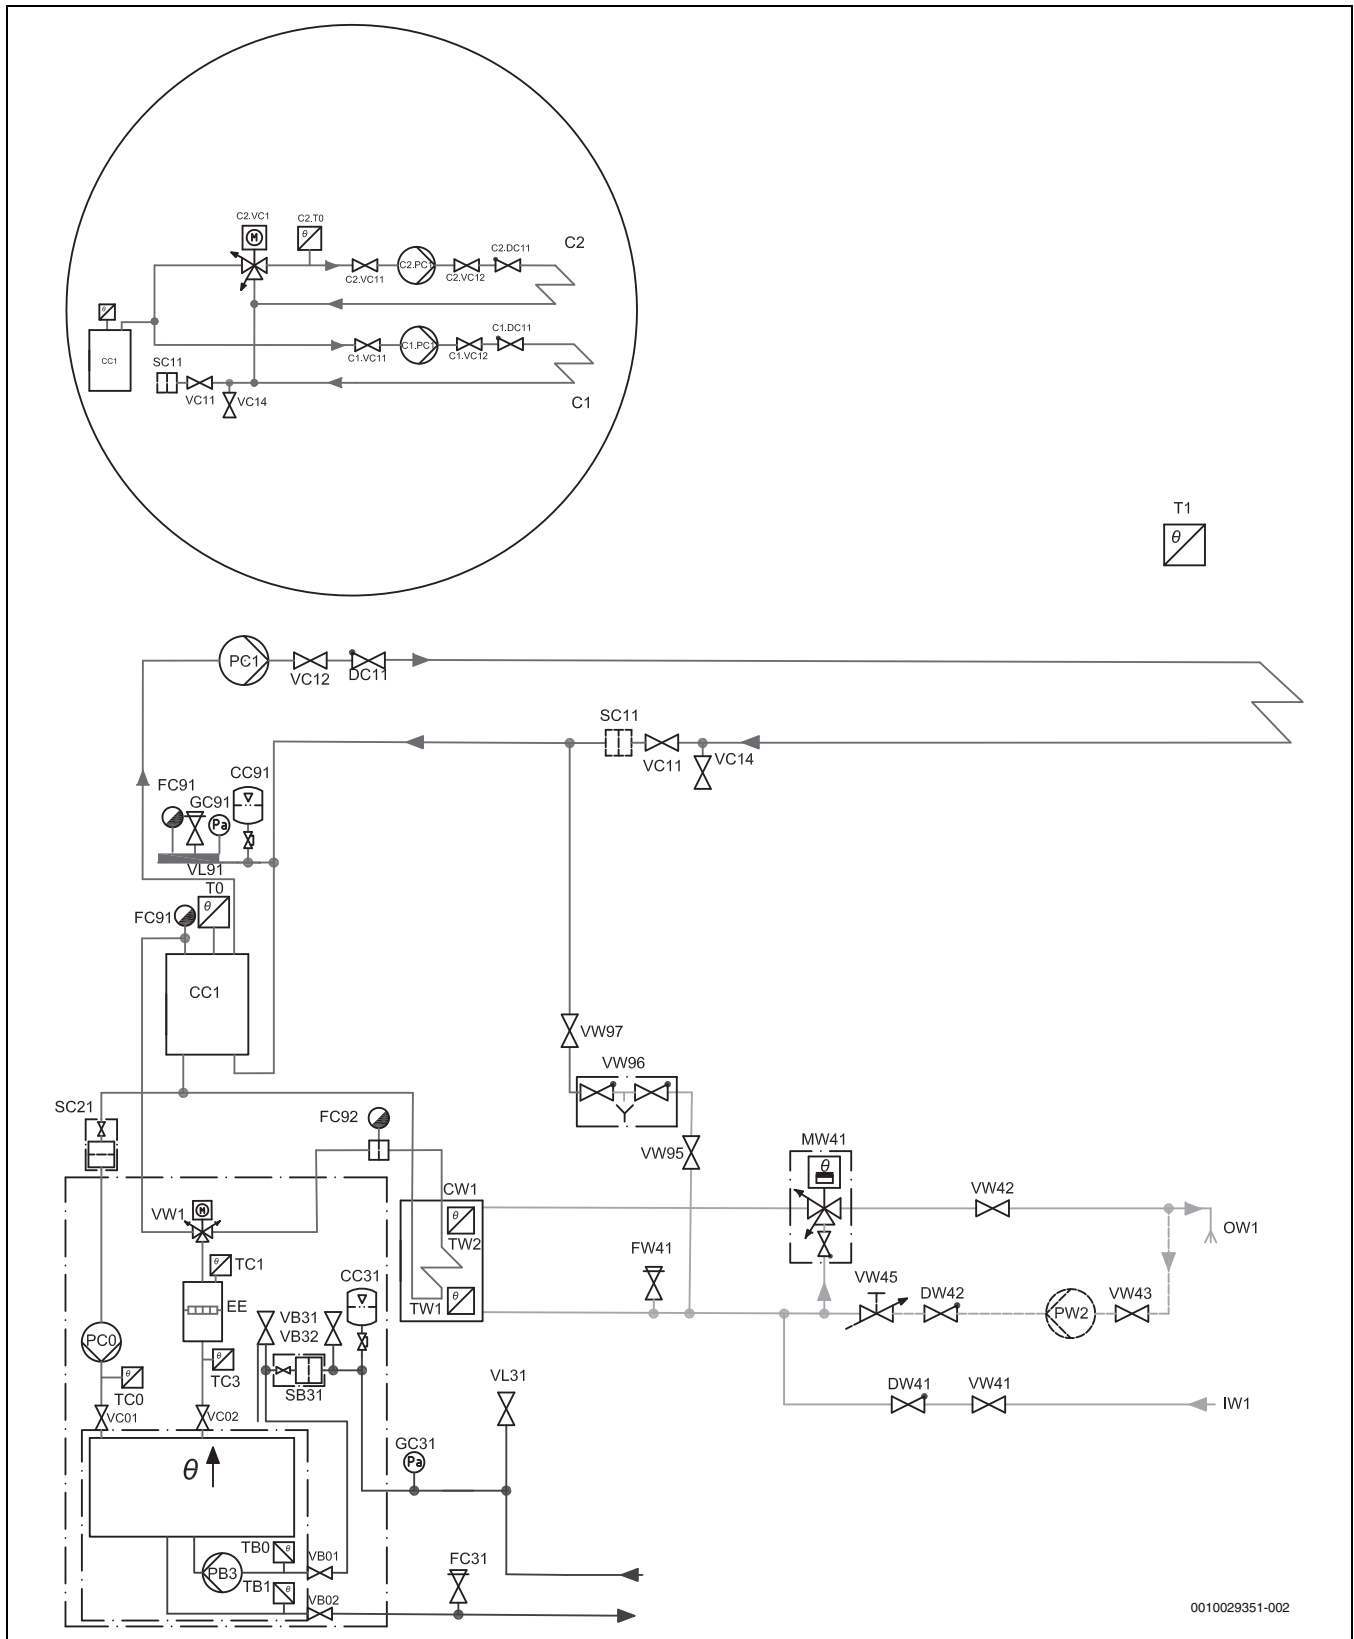 C2.VC1
C2.T0
M
θ
C2.VC11
C2.PC1
C2.VC12
C2.DC11
C2
θ
CC1
C1.VC11
C1.PC1
C1.VC12
C1.DC11
SC11
VC11
VC14
C1
T1
θ
PC1
VC12
DC11
SC11
VC11
VC14
FC91
GC91
Pa
CC91
VL91
T0
θ
FC91
CC1
VW97
VW96
SC21
FC92
VW95
MW41
θ
VW1
M
CW1
θ
TW2
VW42
OW1
TC1
θ
EE
CC31
TW1
θ
FW41
VW45
DW42
PW2
VW43
VB31
VB32
PC0
TC3
θ
TC0
θ
SB31
VL31
DW41
VW41
IW1
VC01
VC02
GC31
Pa
θ
TB0
θ
VB01
PB3
TB1
θ
VB02
FC31
0010029351-002